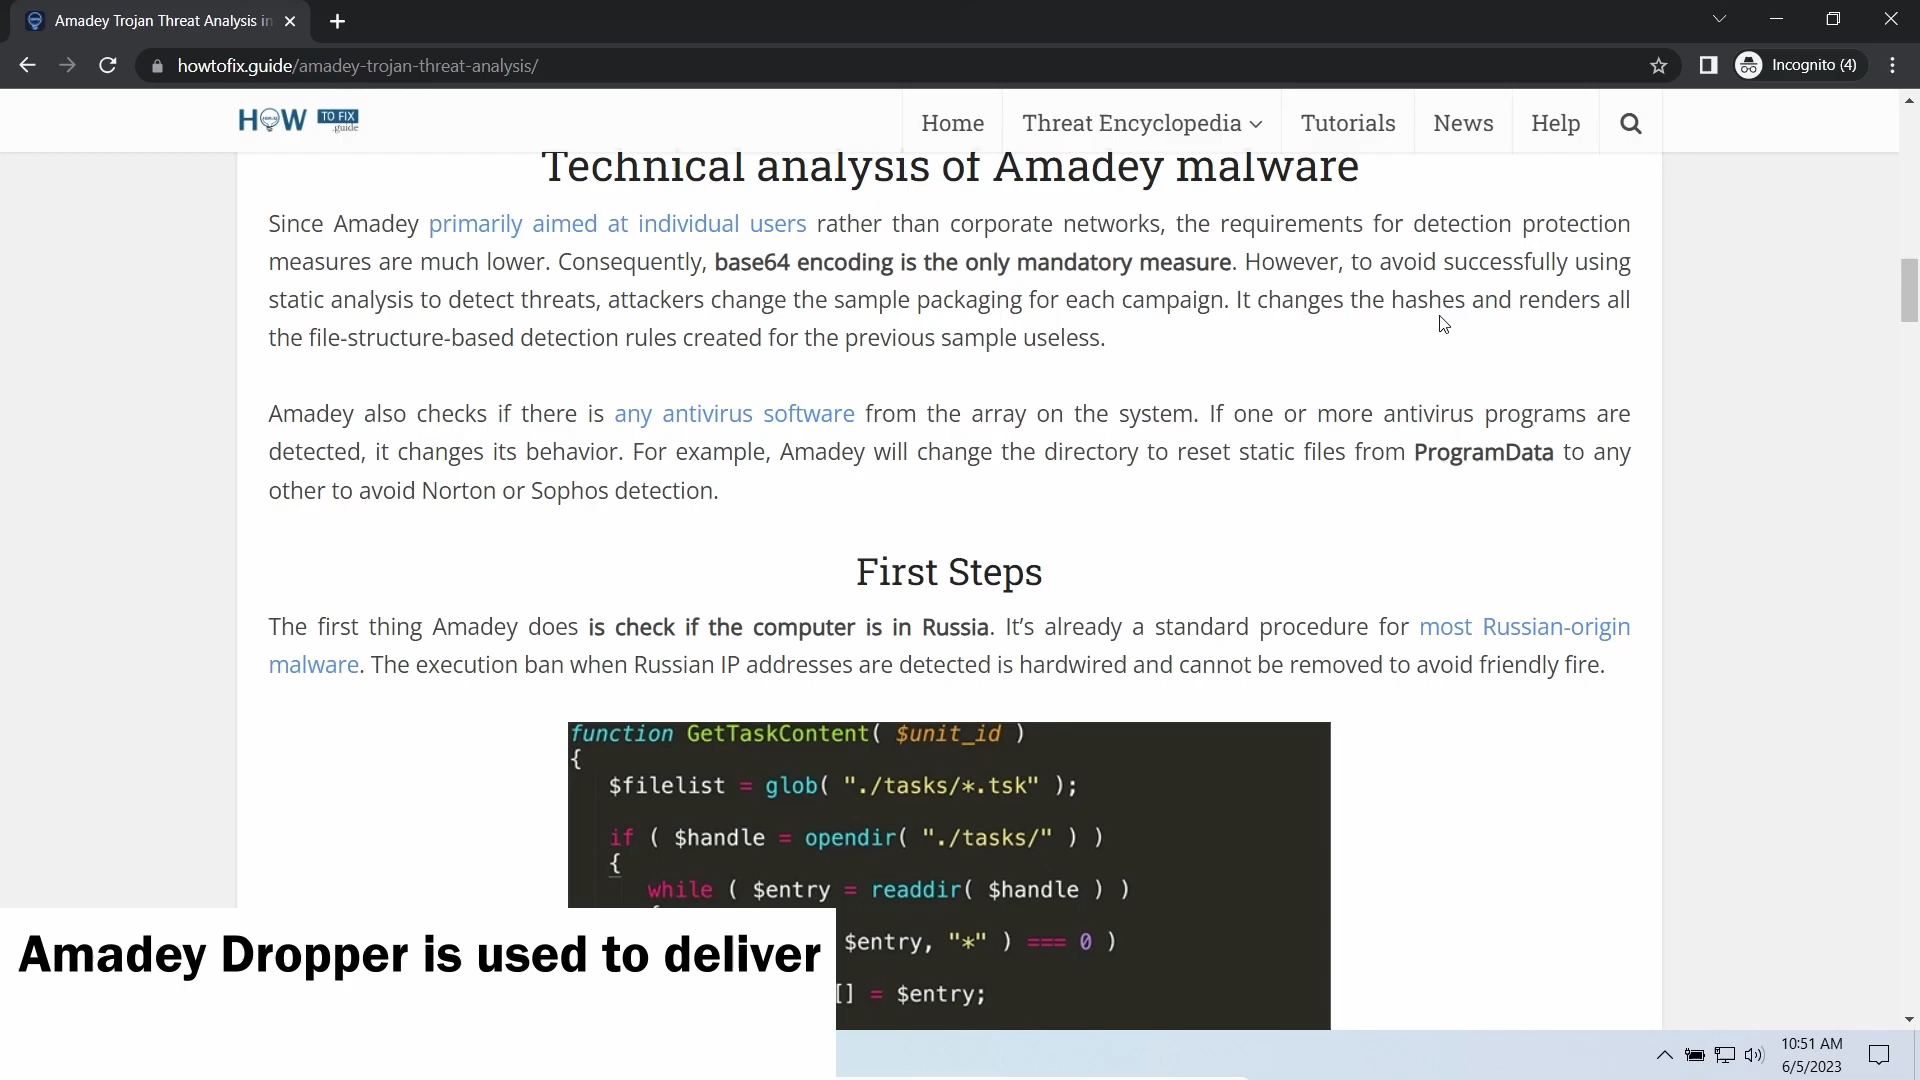 Amadey Trojan Threat Analysis in
howtofix.guide/amadey-trojan-threat-analysis/
Incognito (4)
HOW TO FIX .guide
Home
Threat Encyclopedia
Tutorials
News
Help
Technical analysis of Amadey malware
Since Amadey primarily aimed at individual users rather than corporate networks, the requirements for detection protection
measures are much lower. Consequently, base64 encoding is the only mandatory measure. However, to avoid successfully using
static analysis to detect threats, attackers change the sample packaging for each campaign. It changes the hashes and renders all
the file-structure-based detection rules created for the previous sample useless.
Amadey also checks if there is any antivirus software from the array on the system. If one or more antivirus programs are
detected, it changes its behavior. For example, Amadey will change the directory to reset static files from ProgramData to any
other to avoid Norton or Sophos detection.
First Steps
The first thing Amadey does is check if the computer is in Russia. It's already a standard procedure for most Russian-origin
malware. The execution ban when Russian IP addresses are detected is hardwired and cannot be removed to avoid friendly fire.
function GetTaskContent( $unit_id )
{
$filelist = glob( "./tasks/*.tsk" );
if ( $handle = opendir( "./tasks/" ) )
{
while ( $entry = readdir( $handle ) )
$entry, "*" ) === 0 )
[] = $entry;
Amadey Dropper is used to deliver
10:51 AM
6/5/2023